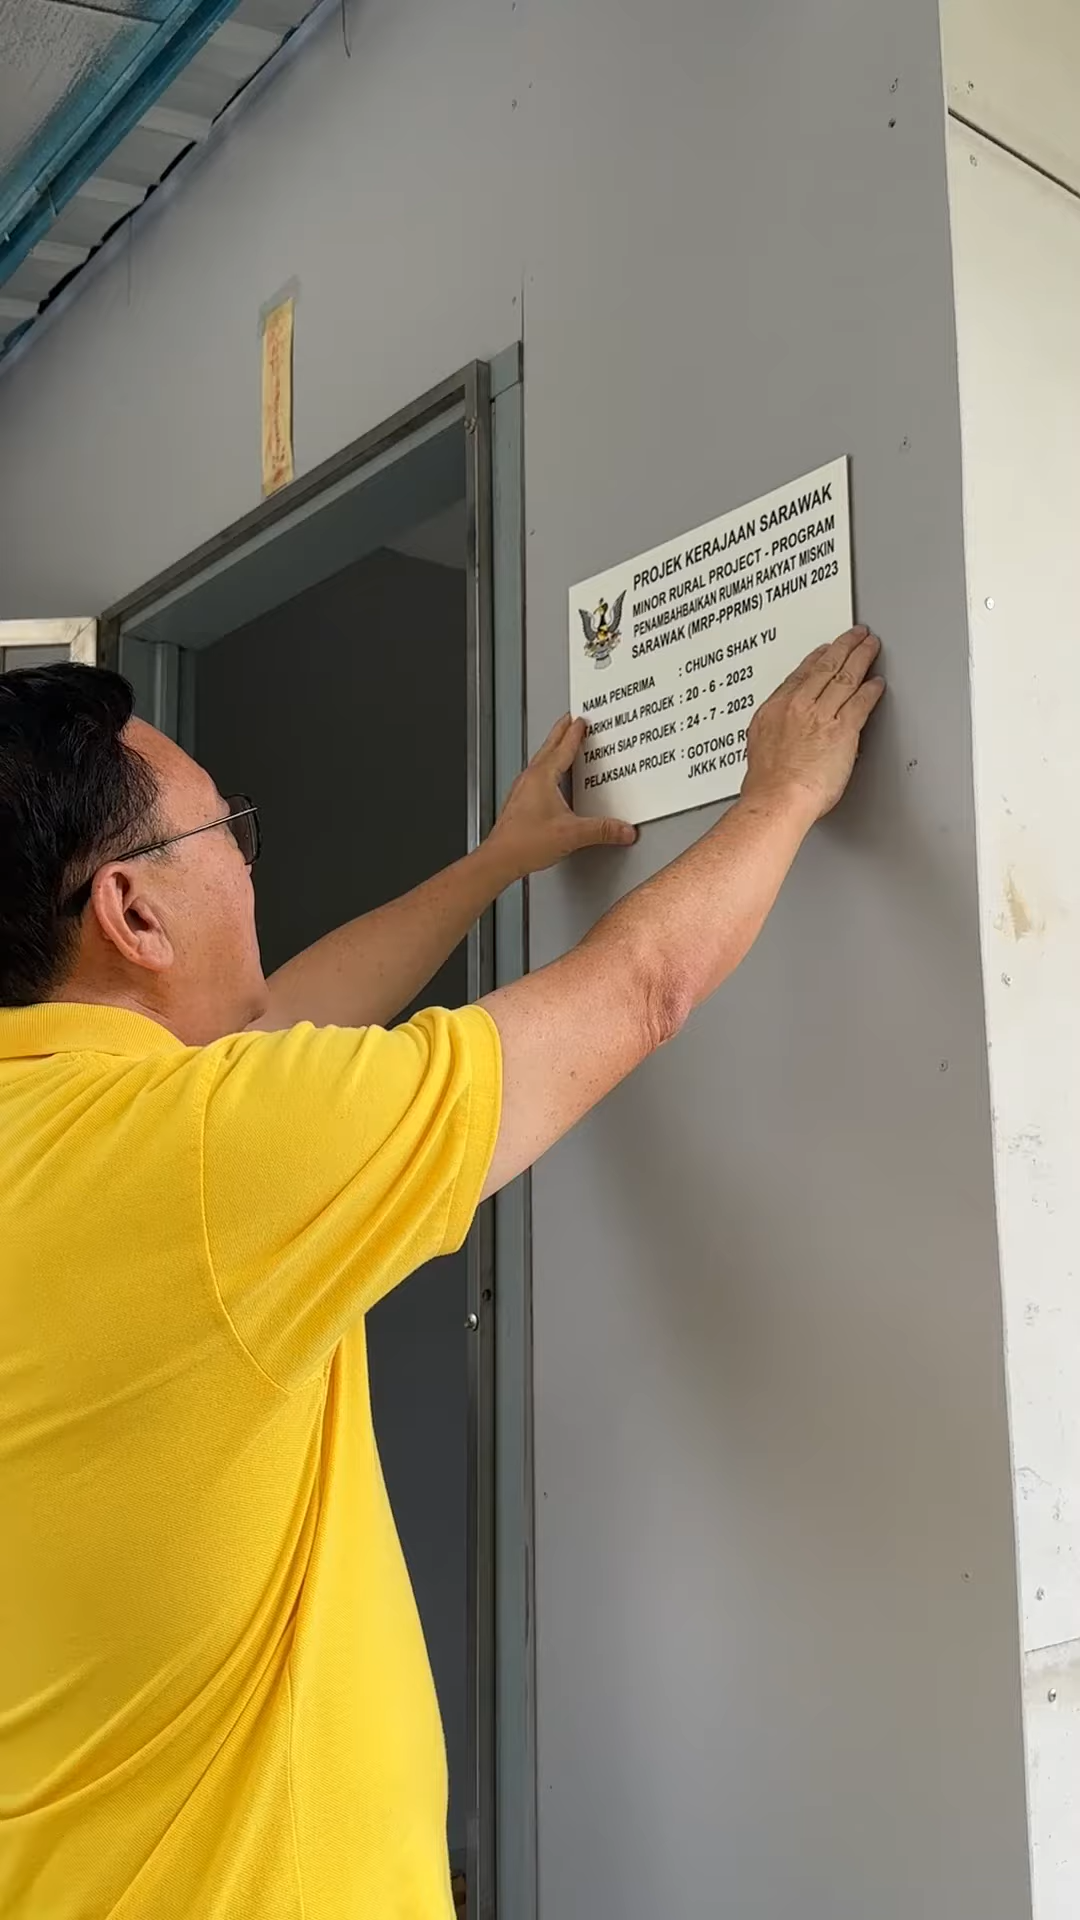 PROJEK KERAJAAN SARAWAK
MINOR RURAL PROJECT - PROGRAM
PENAMBAHBAIKAN RUMAH RAKYAT MISKIN
SARAWAK (MRP-PPRMS) TAHUN 2023
NAMA PENERIMA : CHUNG SHAK YU
TARIKH MULA PROJEK : 20 - 6 - 2023
TARIKH SIAP PROJEK : 24 - 7 - 2023
PELAKSANA PROJEK : GOTONG
JKKK